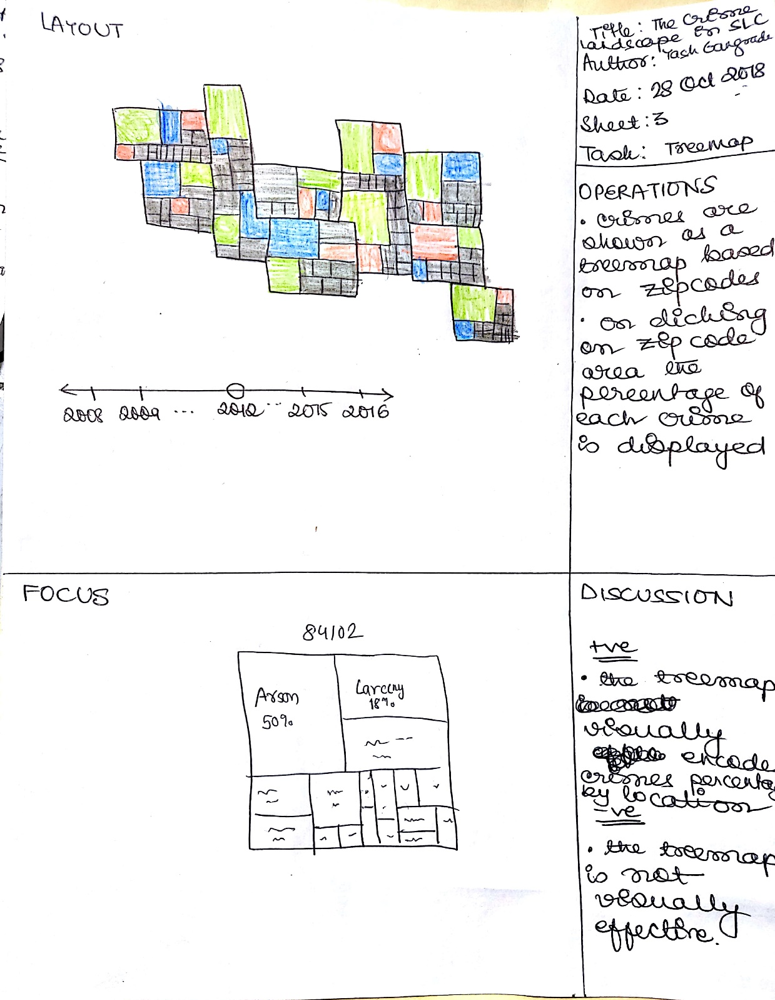 LAYOUT
2008 2009 ... 2012 ... 2015 2016
Title: The Crime
Landscape in SLC
Author: Yash Gangrade
Date: 28 Oct 2018
Sheet: 3
Task: Treemap
OPERATIONS
• crimes are
shown as a
treemap based
on zipcodes
• on clicking
on zip code
area the
percentage of
each crime
is displayed
FOCUS
84102
Arson
50%
Larceny
18%
DISCUSSION
+ve
• the treemap
visually
encode
crimes percentag
by location
-ve
• the treemap
is not
visually
effective.